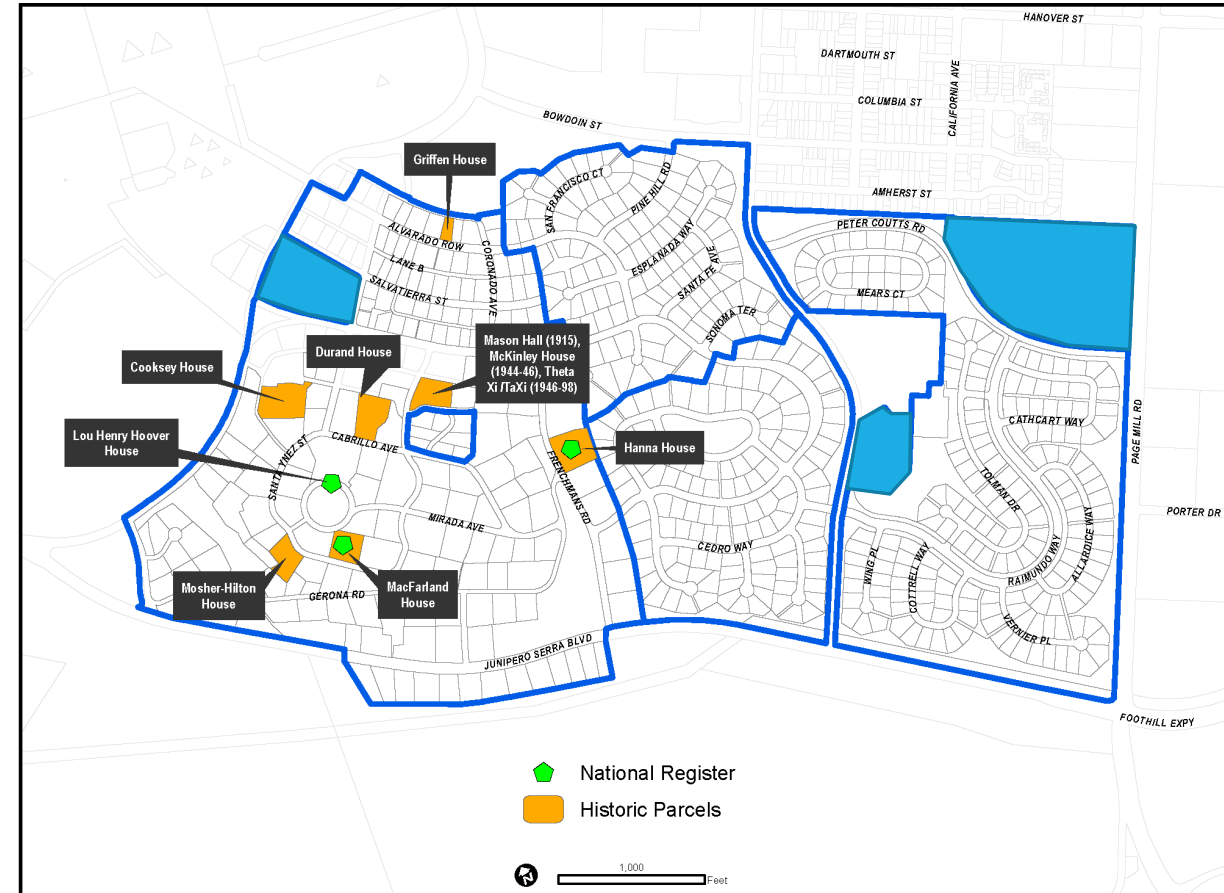 HANOVER ST
DARTMOUTH ST
CALIFORNIA AVE
COLUMBIA ST
BOWDOIN ST
Griffen House
SAN FRANCISCO CT
PINE HILL RD
AMHERST ST
PETER COUTTS RD
ALVARADO ROW
CORONADO AVE
ESPLANADA WAY
LANE B
SANTA FE AVE
SALVATIERRA ST
MEARS CT
SONOMA TER
Mason Hall (1915),
McKinley House
(1944-46), Theta
Xi /TaXi (1946-98)
Durand House
Cooksey House
CATHCART WAY
PAGE MILL RD
Lou Henry Hoover
House
CABRILLO AVE
Hanna House
SANTA YNEZ ST
FRENCHMANS RD
TOLMAN DR
PORTER DR
MIRADA AVE
CEDRO WAY
ALLARDICE WAY
RAIMUNDO WAY
WING PL
COTTRELL WAY
Mosher-Hilton
House
MacFarland
House
GERONA RD
VERNIER PL
JUNIPERO SERRA BLVD
FOOTHILL EXPY
National Register
Historic Parcels
N
1,000
Feet